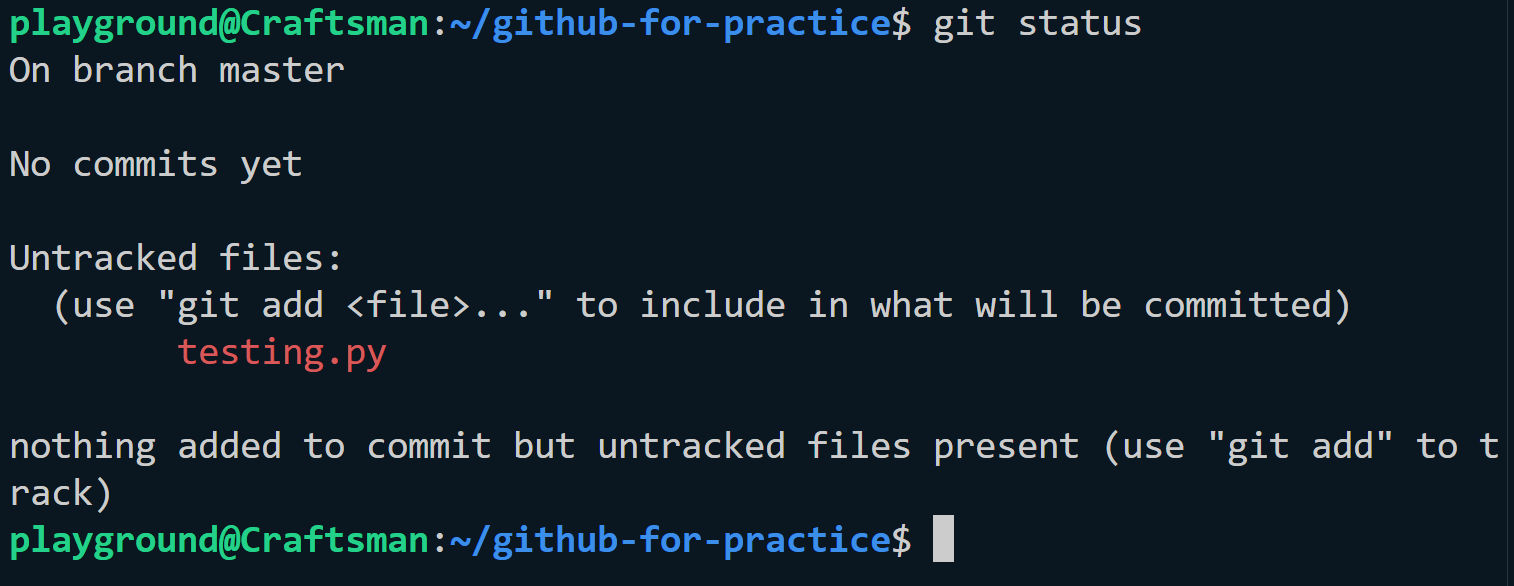 playground@Craftsman:~/github-for-practice$ git status
On branch master
No commits yet
Untracked files:
  (use "git add <file>..." to include in what will be committed)
        testing.py
nothing added to commit but untracked files present (use "git add" to t
rack)
playground@Craftsman:~/github-for-practice$